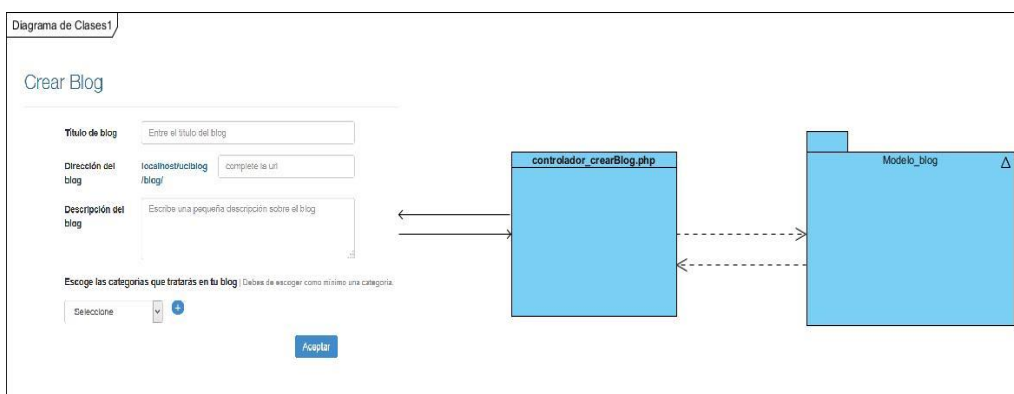 Diagrama de Clases1
Crear Blog
Título de blog
Entre el título del blog
Dirección del
blog
localhost/uciblog
/blog/
complete la url
Descripción del
blog
Escribe una pequeña descripción sobre el blog
Escoge las categorías que tratarás en tu blog | Debes de escoger como mínimo una categoría.
Seleccione
+
Aceptar
controlador_crearBlog.php
Modelo_blog